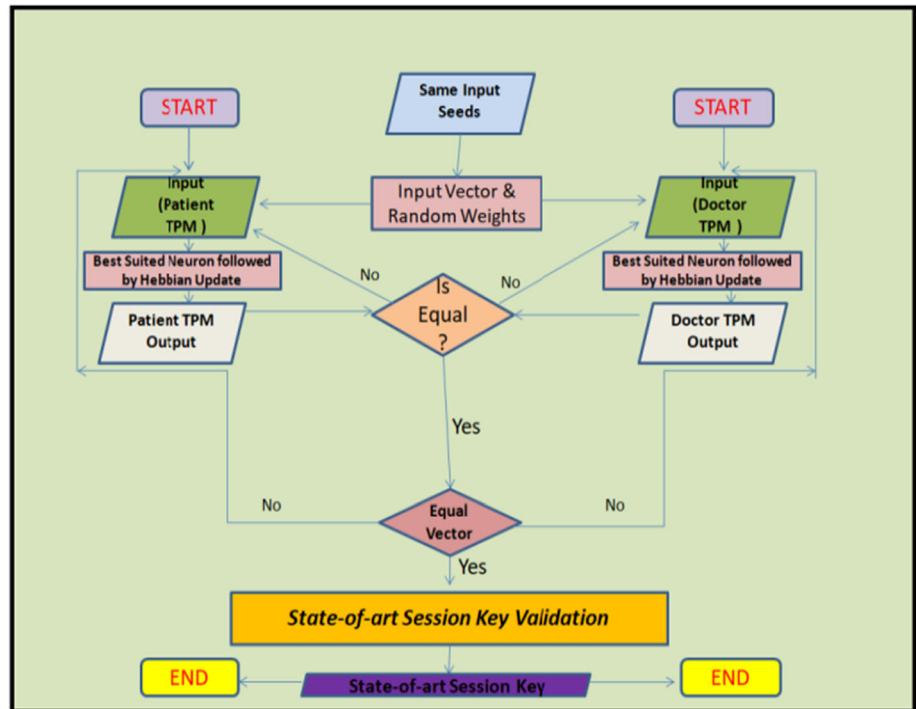 Same Input
Seeds
START
START
Input
(Patient
TPM )
Input Vector &
Random Weights
Input
(Doctor
TPM )
Best Suited Neuron followed
by Hebbian Update
No
Is
Equal
?
No
Best Suited Neuron followed
by Hebbian Update
Patient TPM
Output
Doctor TPM
Output
Yes
No
Equal
Vector
No
Yes
State-of-art Session Key Validation
END
State-of-art Session Key
END